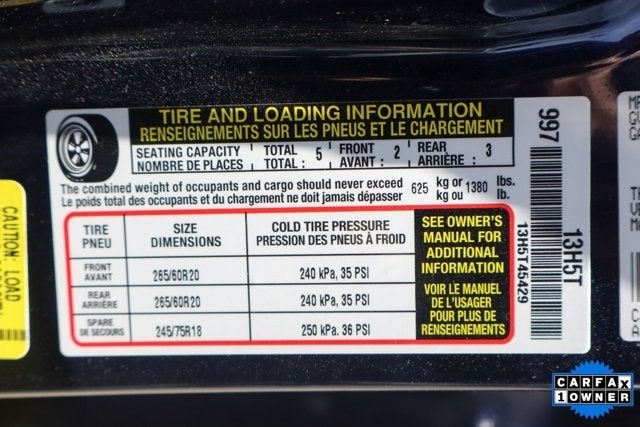 TIRE AND LOADING INFORMATION
RENSEIGNEMENTS SUR LES PNEUS ET LE CHARGEMENT
SEATING CAPACITY TOTAL FRONT REAR
NOMBRE DE PLACES TOTAL : 5 AVANT : 2 ARRIÈRE : 3
The combined weight of occupants and cargo should never exceed 625 kg or 1380 lbs.
Le poids total des occupants et du chargement ne doit jamais dépasser kg ou lb.
TIRE SIZE COLD TIRE PRESSURE
PNEU DIMENSIONS PRESSION DES PNEUS À FROID
FRONT
AVANT 265/60R20 240 kPa, 35 PSI
REAR
ARRIÈRE 265/60R20 240 kPa, 35 PSI
SPARE
DE SECOURS 245/75R18 250 kPa. 36 PSI
SEE OWNER'S
MANUAL FOR
ADDITIONAL
INFORMATION
VOIR LE MANUEL
DE L'USAGER
POUR PLUS DE
RENSEIGNEMENTS
997
13H5T45429
13H5T
CAUTION: LOAD
CARFAX
1 OWNER